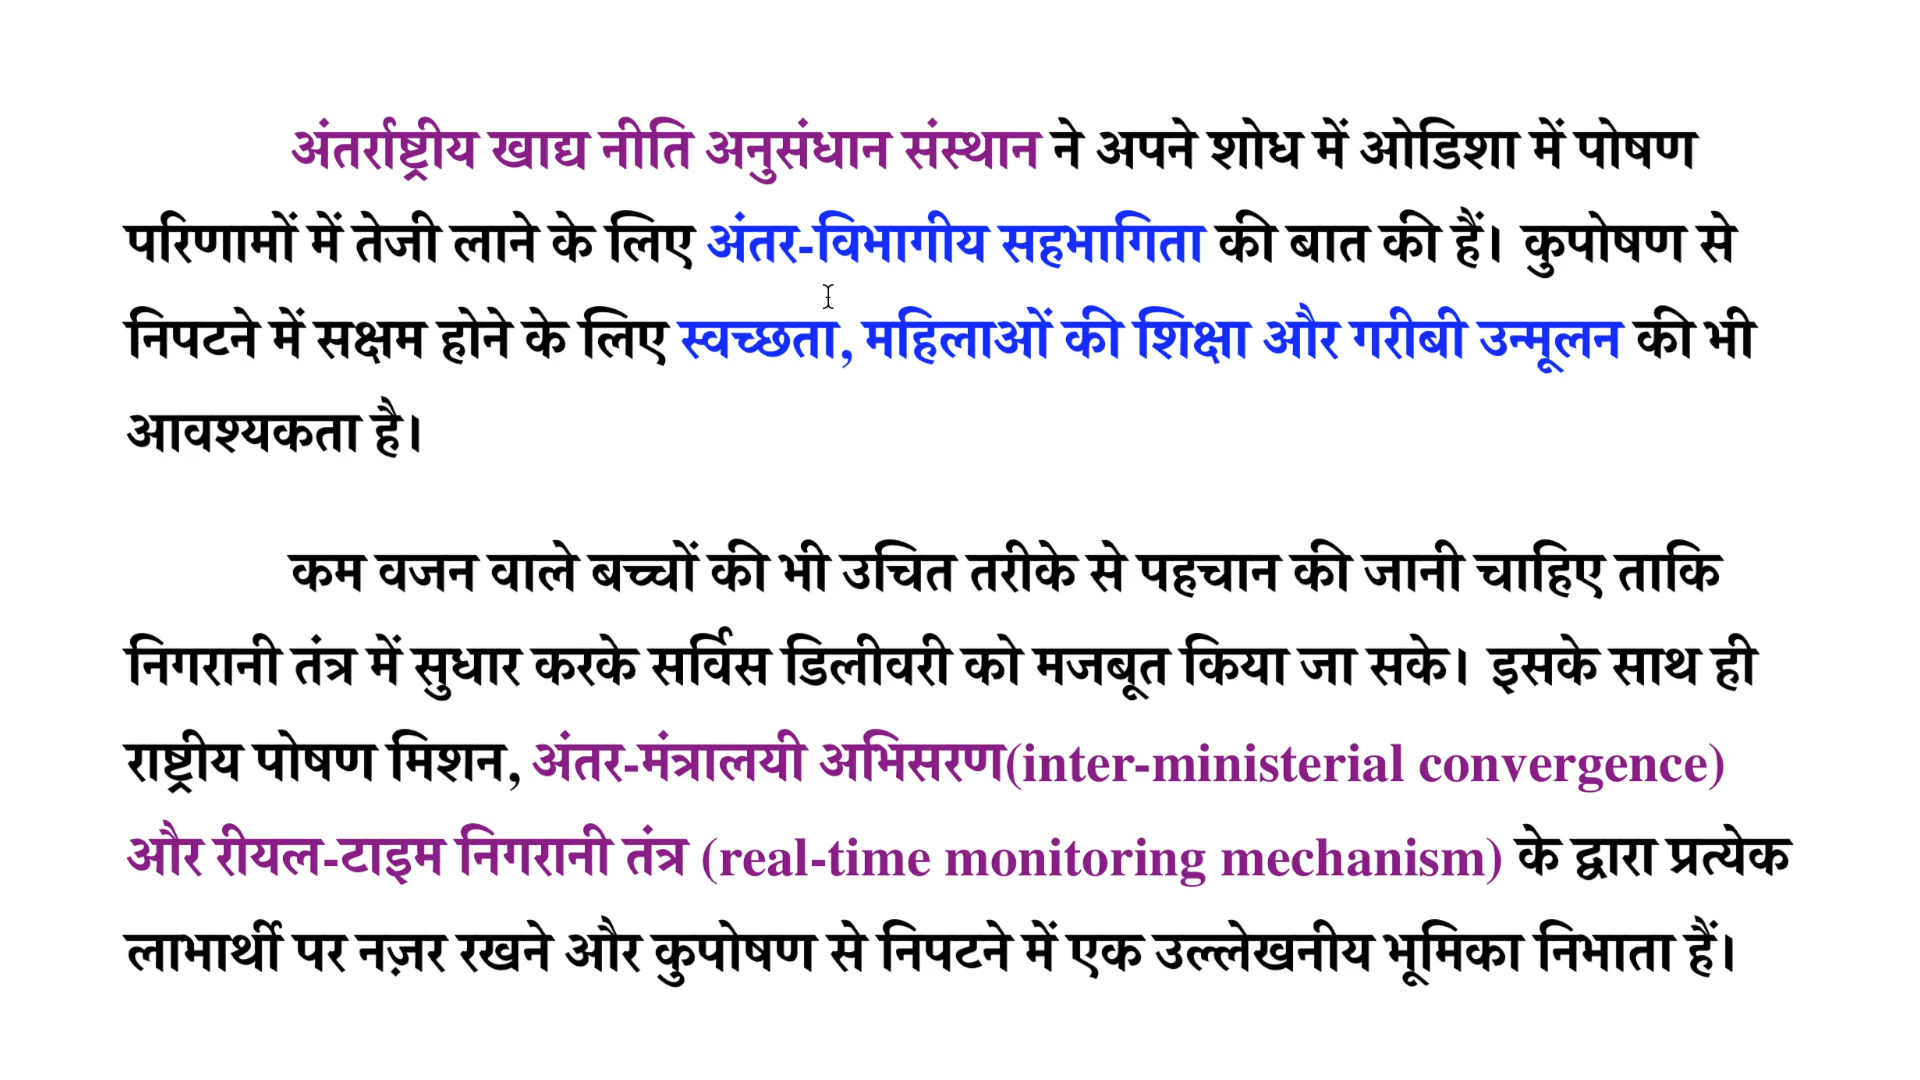 अंतर्राष्ट्रीय खाद्य नीति अनुसंधान संस्थान ने अपने शोध में ओडिशा में पोषण
परिणामों में तेजी लाने के लिए अंतर-विभागीय सहभागिता की बात की हैं। कुपोषण से
निपटने में सक्षम होने के लिए स्वच्छता, महिलाओं की शिक्षा और गरीबी उन्मूलन की भी
आवश्यकता है।
कम वजन वाले बच्चों की भी उचित तरीके से पहचान की जानी चाहिए ताकि
निगरानी तंत्र में सुधार करके सर्विस डिलीवरी को मजबूत किया जा सके। इसके साथ ही
राष्ट्रीय पोषण मिशन, अंतर-मंत्रालयी अभिसरण(inter-ministerial convergence)
और रीयल-टाइम निगरानी तंत्र (real-time monitoring mechanism) के द्वारा प्रत्येक
लाभार्थी पर नज़र रखने और कुपोषण से निपटने में एक उल्लेखनीय भूमिका निभाता हैं।